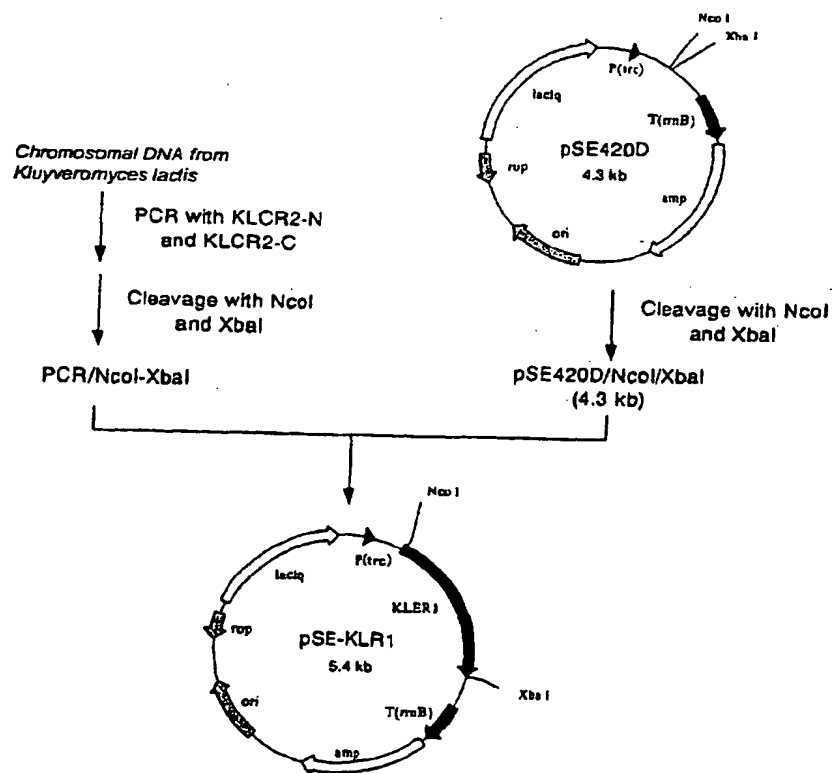 Nco I
Xba I
P(trc)
lacIq
T(rrnB)
pSE420D
4.3 kb
rop
amp
ori
Chromosomal DNA from
Kluyveromyces lactis
PCR with KLCR2-N
and KLCR2-C
Cleavage with NcoI
and XbaI
PCR/NcoI-XbaI
Cleavage with NcoI
and XbaI
pSE420D/NcoI/XbaI
(4.3 kb)
Nco I
P(trc)
lacIq
KLER1
rop
pSE-KLR1
5.4 kb
Xba I
ori
T(rrnB)
amp